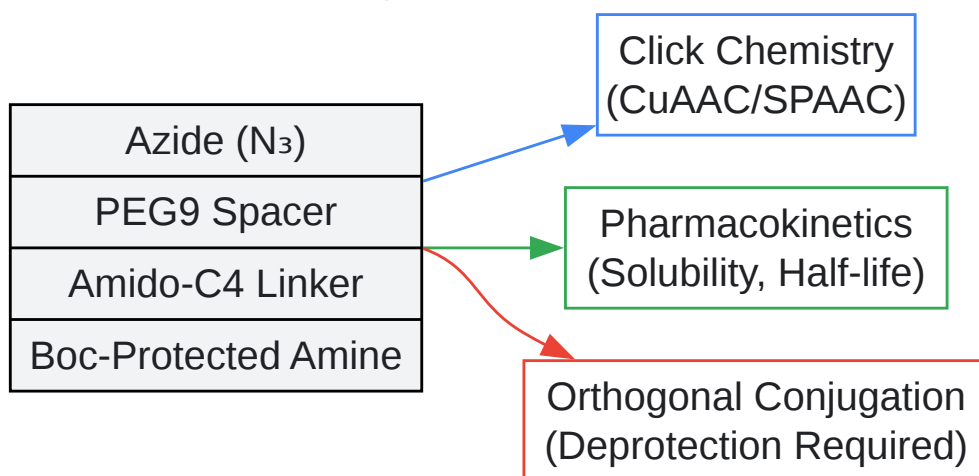 Azide (N₃)
PEG9 Spacer
Amido-C4 Linker
Boc-Protected Amine
Click Chemistry
(CuAAC/SPAAC)
Pharmacokinetics
(Solubility, Half-life)
Orthogonal Conjugation
(Deprotection Required)